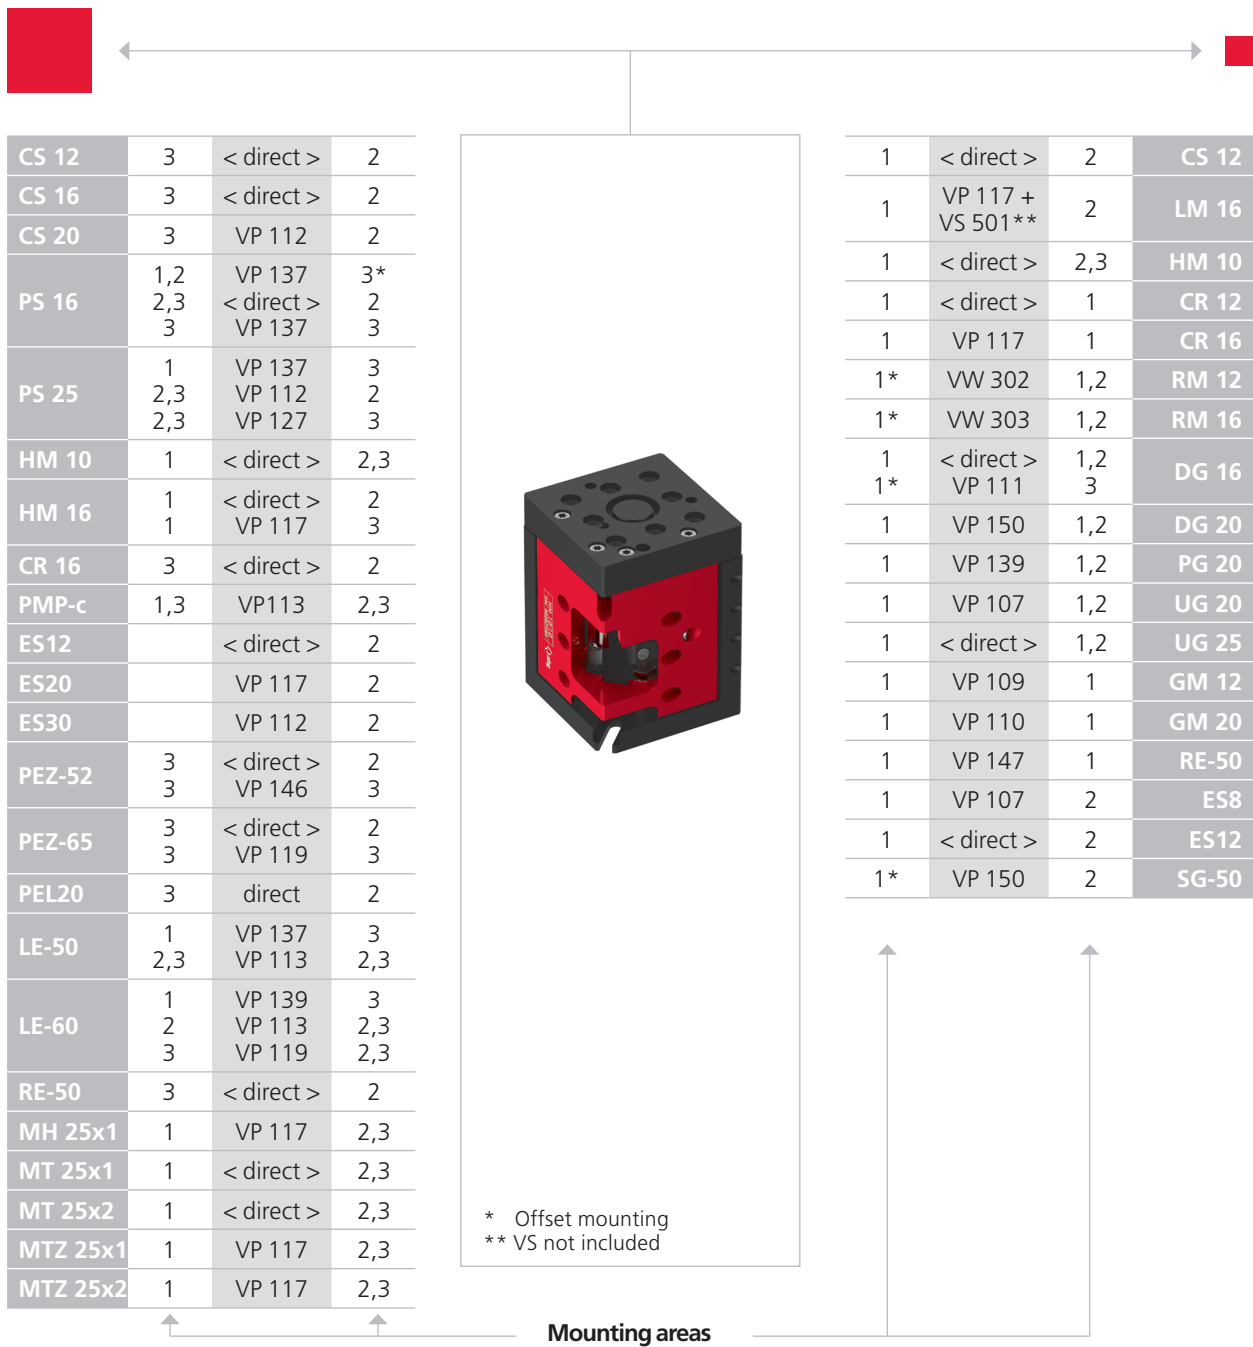 CS 12 3 < direct > 2
CS 16 3 < direct > 2
CS 20 3 VP 112 2
PS 16 1,2 VP 137 3*
2,3 < direct > 2
3 VP 137 3
PS 25 1 VP 137 3
2,3 VP 112 2
2,3 VP 127 3
HM 10 1 < direct > 2,3
HM 16 1 < direct > 2
1 VP 117 3
CR 16 3 < direct > 2
PMP-c 1,3 VP113 2,3
ES12 < direct > 2
ES20 VP 117 2
ES30 VP 112 2
PEZ-52 3 < direct > 2
3 VP 146 3
PEZ-65 3 < direct > 2
3 VP 119 3
PEL20 3 direct 2
LE-50 1 VP 137 3
2,3 VP 113 2,3
LE-60 1 VP 139 3
2 VP 113 2,3
3 VP 119 2,3
RE-50 3 < direct > 2
MH 25x1 1 VP 117 2,3
MT 25x1 1 < direct > 2,3
MT 25x2 1 < direct > 2,3
MTZ 25x1 1 VP 117 2,3
MTZ 25x2 1 VP 117 2,3
* Offset mounting
** VS not included
1 < direct > 2 CS 12
1 VP 117 + 2 LM 16
VS 501**
1 < direct > 2,3 HM 10
1 < direct > 1 CR 12
1 VP 117 1 CR 16
1* VW 302 1,2 RM 12
1* VW 303 1,2 RM 16
1 < direct > 1,2 DG 16
1* VP 111 3
1 VP 150 1,2 DG 20
1 VP 139 1,2 PG 20
1 VP 107 1,2 UG 20
1 < direct > 1,2 UG 25
1 VP 109 1 GM 12
1 VP 110 1 GM 20
1 VP 147 1 RE-50
1 VP 107 2 ES8
1 < direct > 2 ES12
1* VP 150 2 SG-50
Mounting areas